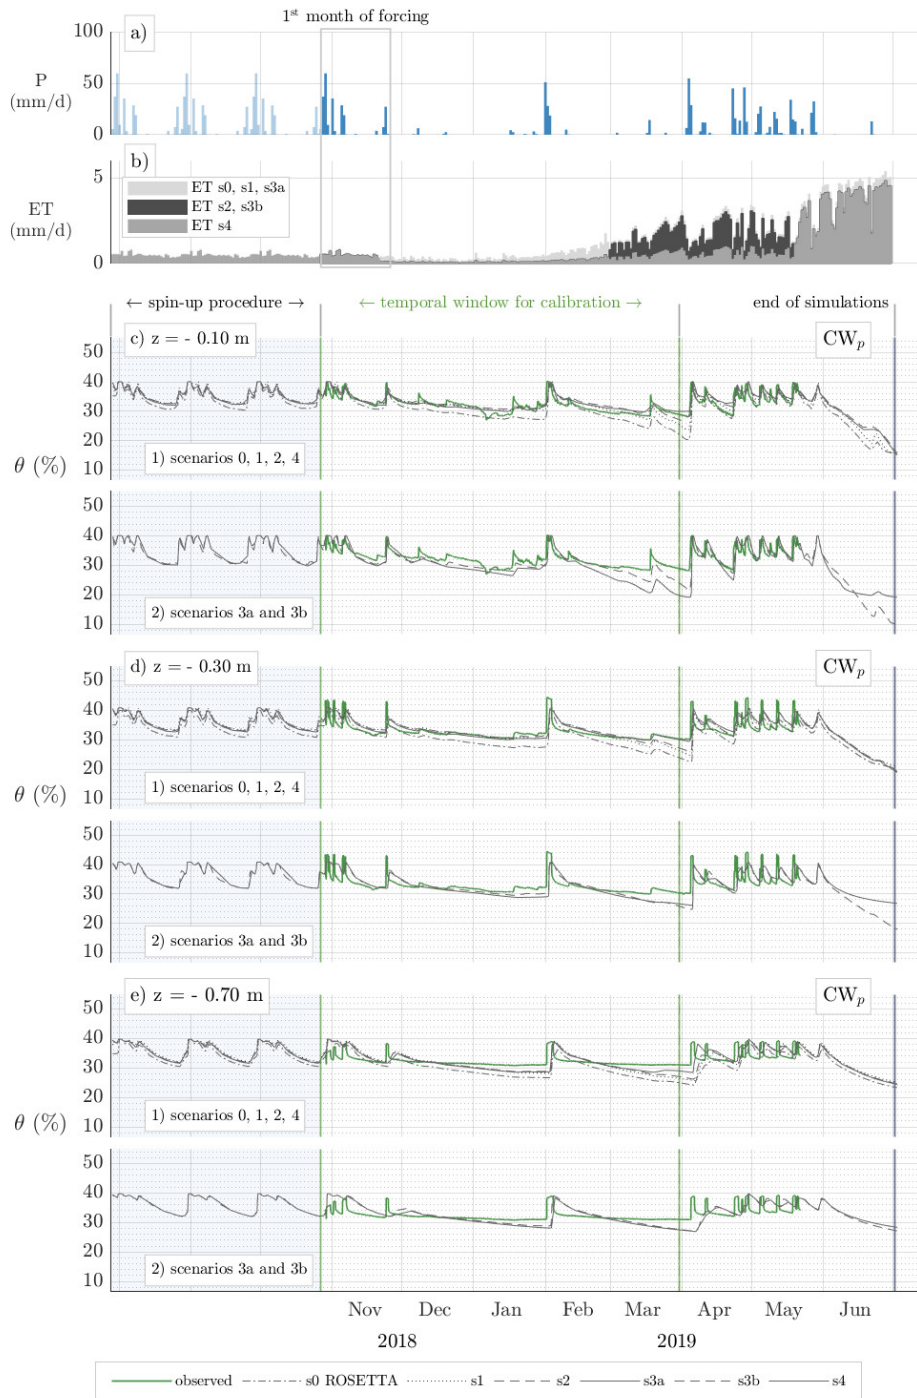 1st month of forcing
a)
100
50
0
P
(mm/d)
b)
5
0
ET
(mm/d)
ET s0, s1, s3a
ET s2, s3b
ET s4
← spin-up procedure →
← temporal window for calibration →
end of simulations
c) z = - 0.10 m
CWp
50
40
30
20
10
θ (%)
1) scenarios 0, 1, 2, 4
50
40
30
20
10
2) scenarios 3a and 3b
d) z = - 0.30 m
CWp
50
40
30
20
10
θ (%)
1) scenarios 0, 1, 2, 4
50
40
30
20
10
2) scenarios 3a and 3b
e) z = - 0.70 m
CWp
50
40
30
20
10
θ (%)
1) scenarios 0, 1, 2, 4
50
40
30
20
10
2) scenarios 3a and 3b
Nov Dec Jan Feb Mar Apr May Jun
2018 2019
observed s0 ROSETTA s1 s2 s3a s3b s4